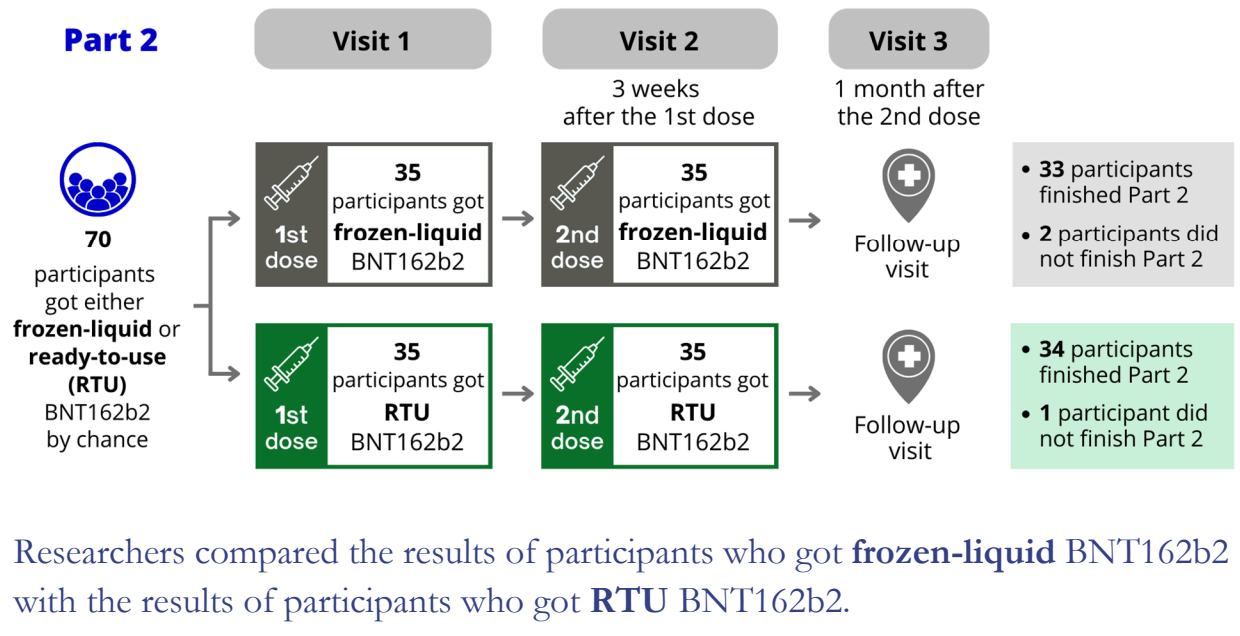 Part 2
Visit 1
Visit 2
Visit 3
3 weeks
after the 1st dose
1 month after
the 2nd dose
70
participants
got either
frozen-liquid or
ready-to-use
(RTU)
BNT162b2
by chance
1st
dose
35
participants got
frozen-liquid
BNT162b2
2nd
dose
35
participants got
frozen-liquid
BNT162b2
Follow-up
visit
• 33 participants
finished Part 2
• 2 participants did
not finish Part 2
1st
dose
35
participants got
RTU
BNT162b2
2nd
dose
35
participants got
RTU
BNT162b2
Follow-up
visit
• 34 participants
finished Part 2
• 1 participant did
not finish Part 2
Researchers compared the results of participants who got frozen-liquid BNT162b2
with the results of participants who got RTU BNT162b2.